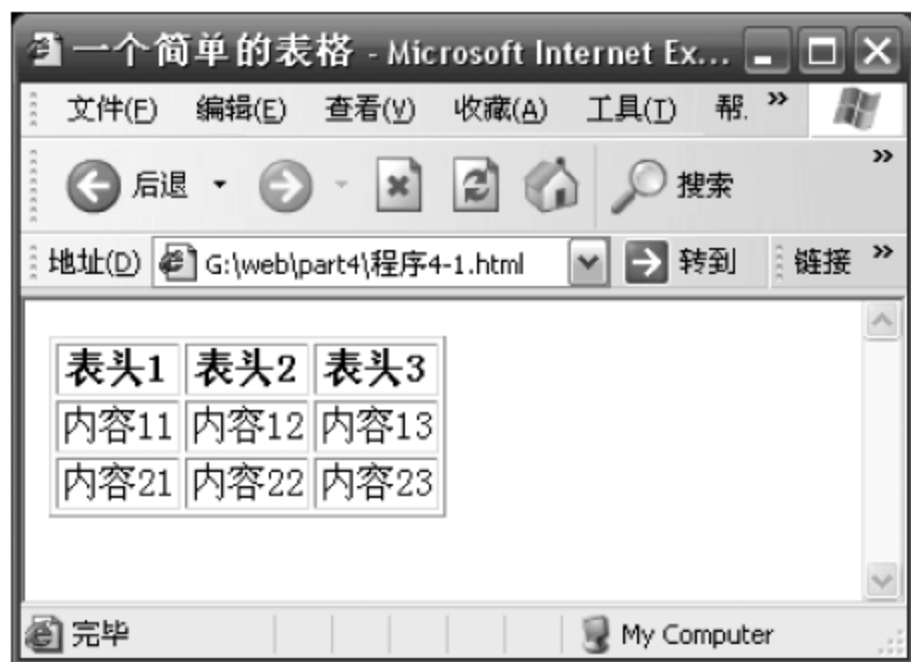 一个简单的表格 - Microsoft Internet Ex...
文件(F) 编辑(E) 查看(V) 收藏(A) 工具(T) 帮.
后退 搜索
地址(D) G:\web\part4\程序4-1.html 转到 链接
表头1 表头2 表头3
内容11 内容12 内容13
内容21 内容22 内容23
完毕 My Computer